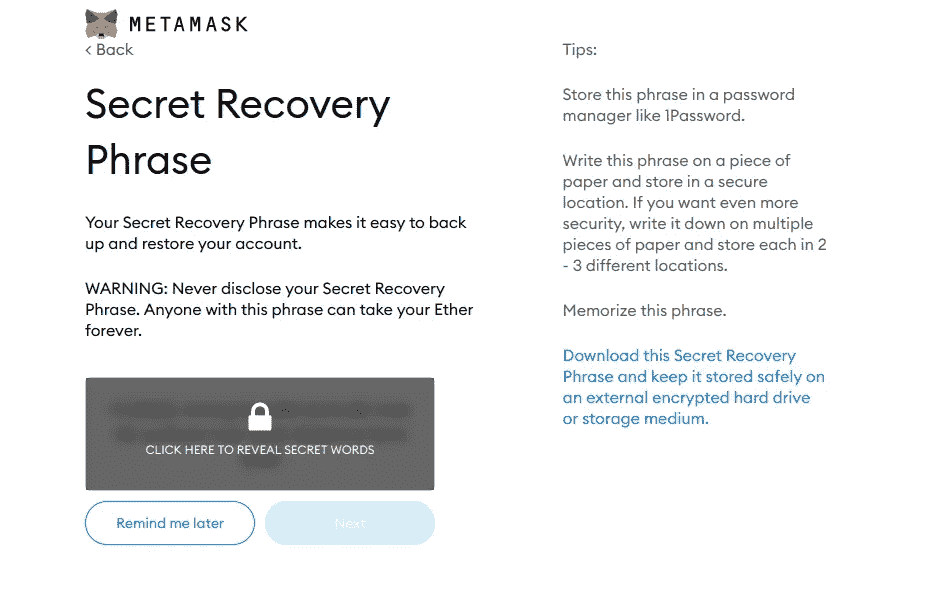 METAMASK
< Back
Secret Recovery
Phrase
Your Secret Recovery Phrase makes it easy to back
up and restore your account.
WARNING: Never disclose your Secret Recovery
Phrase. Anyone with this phrase can take your Ether
forever.
CLICK HERE TO REVEAL SECRET WORDS
Remind me later
Next
Tips:
Store this phrase in a password
manager like 1Password.
Write this phrase on a piece of
paper and store in a secure
location. If you want even more
security, write it down on multiple
pieces of paper and store each in 2
- 3 different locations.
Memorize this phrase.
Download this Secret Recovery
Phrase and keep it stored safely on
an external encrypted hard drive
or storage medium.